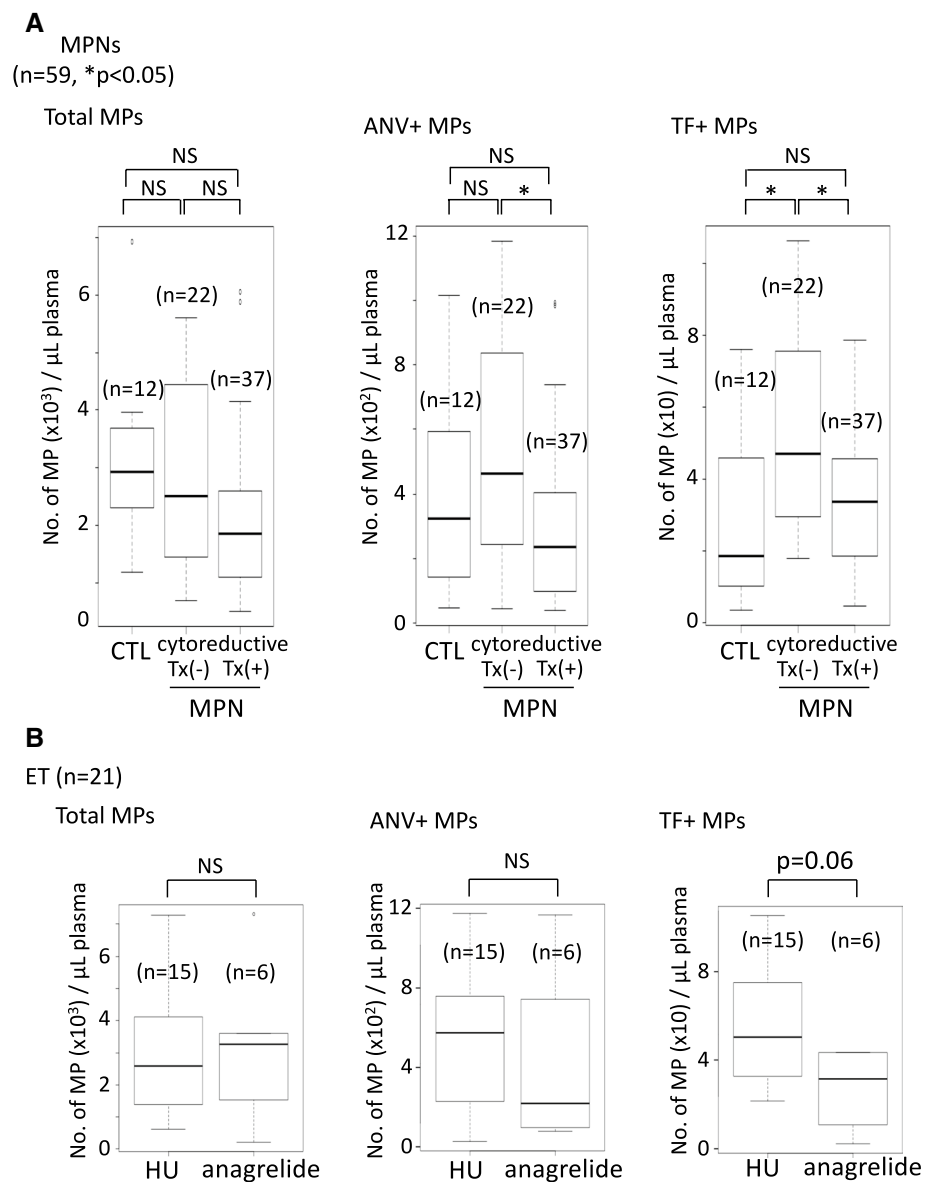 A
MPNs
(n=59, *p<0.05)
Total MPs
NS
NS NS
No. of MP (x10³) / µL plasma
6
4
2
0
(n=12)
(n=22)
(n=37)
CTL cytoreductive
Tx(-) Tx(+)
MPN
ANV+ MPs
NS
NS *
No. of MP (x10²) / µL plasma
12
8
4
0
(n=12)
(n=22)
(n=37)
CTL cytoreductive
Tx(-) Tx(+)
MPN
TF+ MPs
NS
* *
No. of MP (x10) / µL plasma
8
4
0
(n=12)
(n=22)
(n=37)
CTL cytoreductive
Tx(-) Tx(+)
MPN
B
ET (n=21)
Total MPs
NS
No. of MP (x10³) / µL plasma
6
4
2
0
(n=15) (n=6)
HU anagrelide
ANV+ MPs
NS
No. of MP (x10²) / µL plasma
12
8
4
0
(n=15) (n=6)
HU anagrelide
TF+ MPs
p=0.06
No. of MP (x10) / µL plasma
8
4
0
(n=15) (n=6)
HU anagrelide